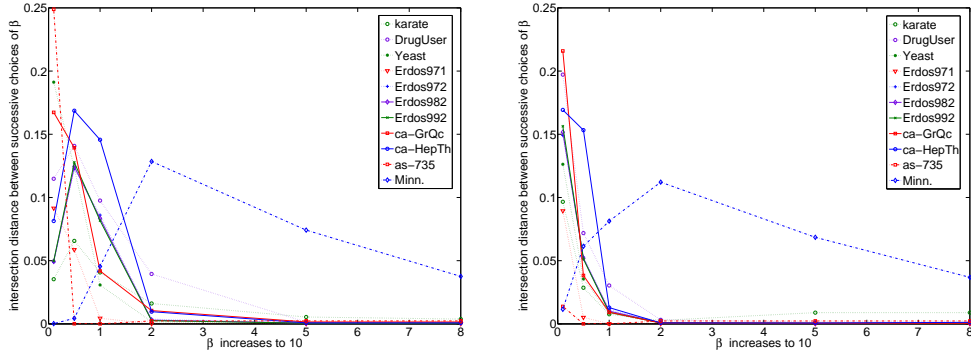 intersection distance between successive choices of β
0.25
0.2
0.15
0.1
0.05
0
0 1 2 3 4 5 6 7 8
β increases to 10
karate
DrugUser
Yeast
Erdos971
Erdos972
Erdos982
Erdos992
ca-GrQc
ca-HepTh
as-735
Minn.
intersection distance between successive choices of β
0.25
0.2
0.15
0.1
0.05
0
0 1 2 3 4 5 6 7 8
β increases to 10
karate
DrugUser
Yeast
Erdos971
Erdos972
Erdos982
Erdos992
ca-GrQc
ca-HepTh
as-735
Minn.